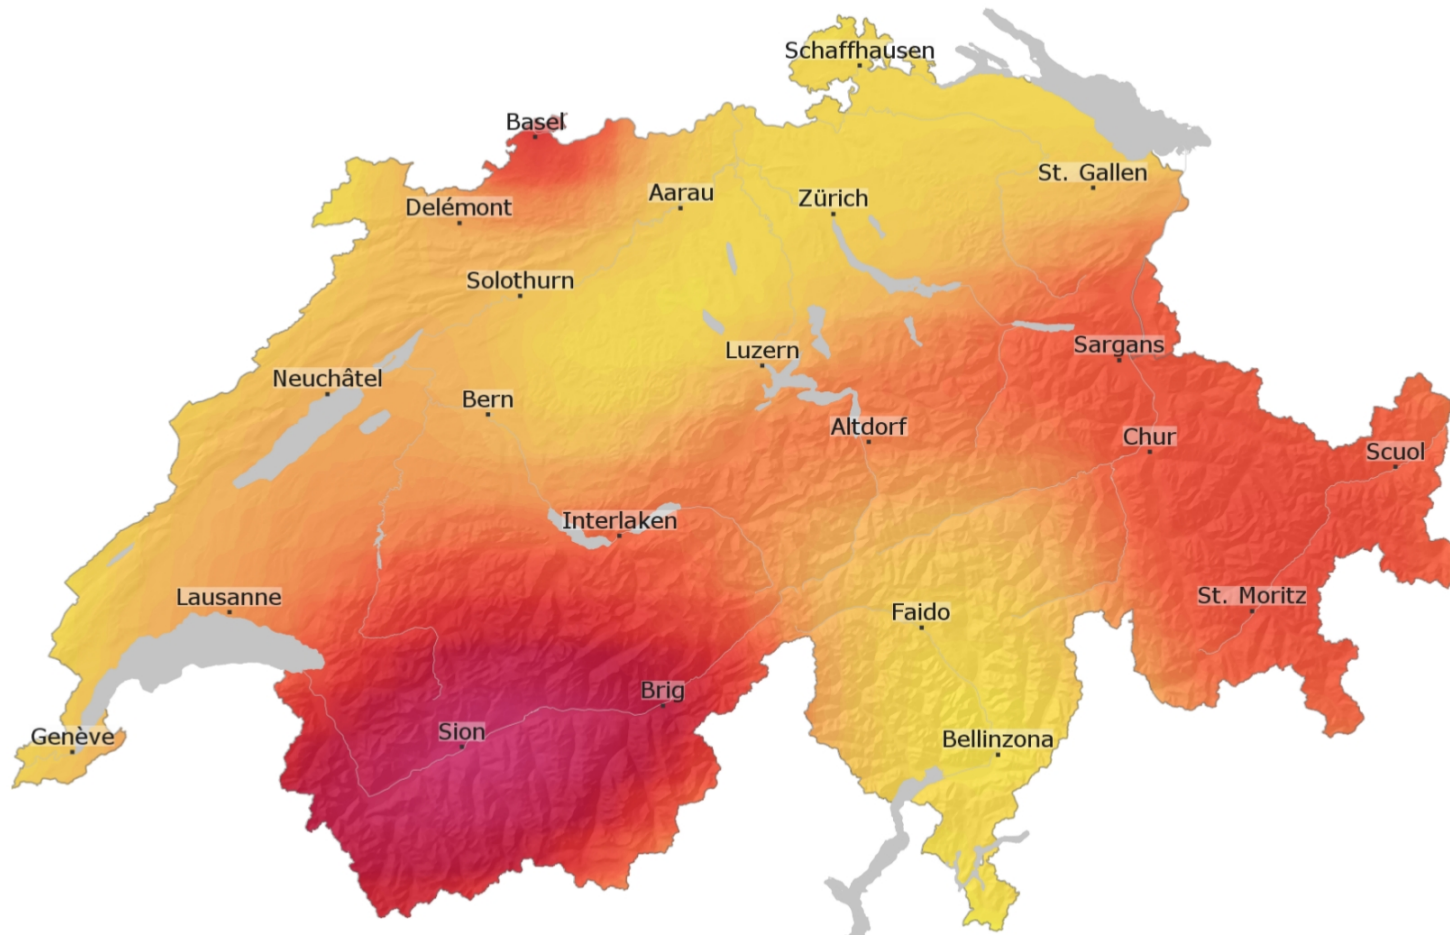 Schaffhausen
Basel
St. Gallen
Aarau
Zürich
Delémont
Solothurn
Sargans
Luzern
Neuchâtel
Bern
Altdorf
Chur
Scuol
Interlaken
Lausanne
St. Moritz
Faido
Brig
Sion
Genève
Bellinzona